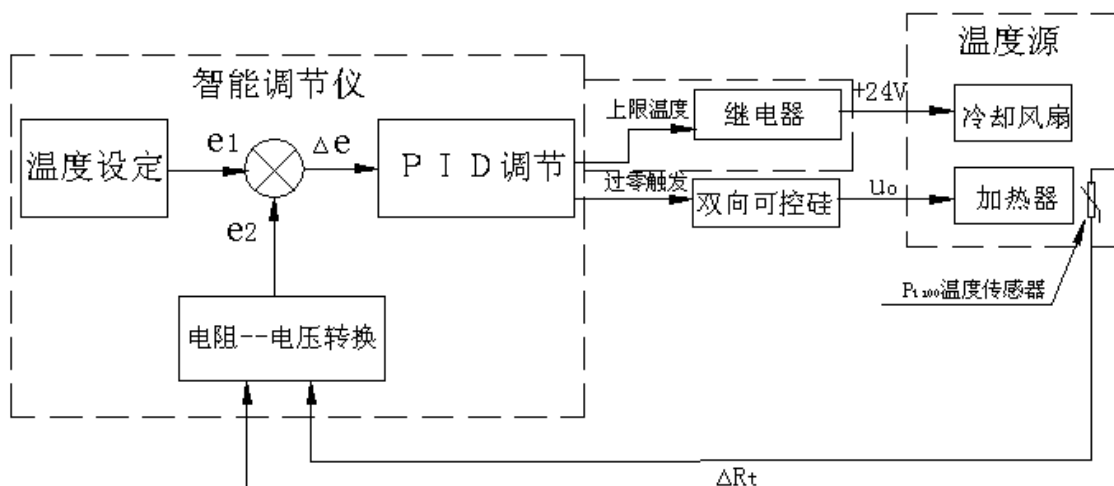 温度源
智能调节仪
上限温度
继电器
+24V
冷却风扇
温度设定
e1
Δe
PID调节
过零触发
双向可控硅
uo
加热器
e2
Pt100温度传感器
电阻--电压转换
ΔRt